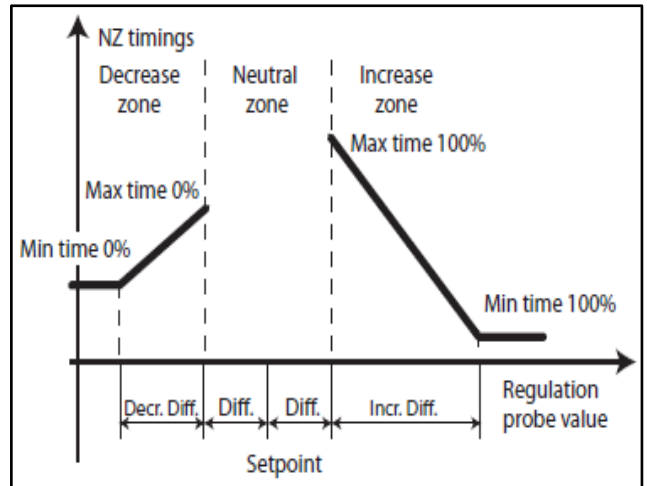 NZ timings
Decrease
zone
Neutral
zone
Increase
zone
Max time 100%
Max time 0%
Min time 0%
Min time 100%
Decr. Diff.
Diff.
Diff.
Incr. Diff.
Regulation
probe value
Setpoint